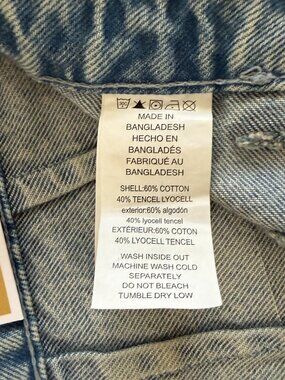 MADE IN
BANGLADESH
HECHO EN
BANGLADÉS
FABRIQUÉ AU
BANGLADESH
SHELL:60% COTTON
40% TENCEL LYOCELL
exterior:60% algodón
40% lyocell tencel
EXTÉRIEUR:60% COTON
40% LYOCELL TENCEL
WASH INSIDE OUT
MACHINE WASH COLD
SEPARATELY
DO NOT BLEACH
TUMBLE DRY LOW